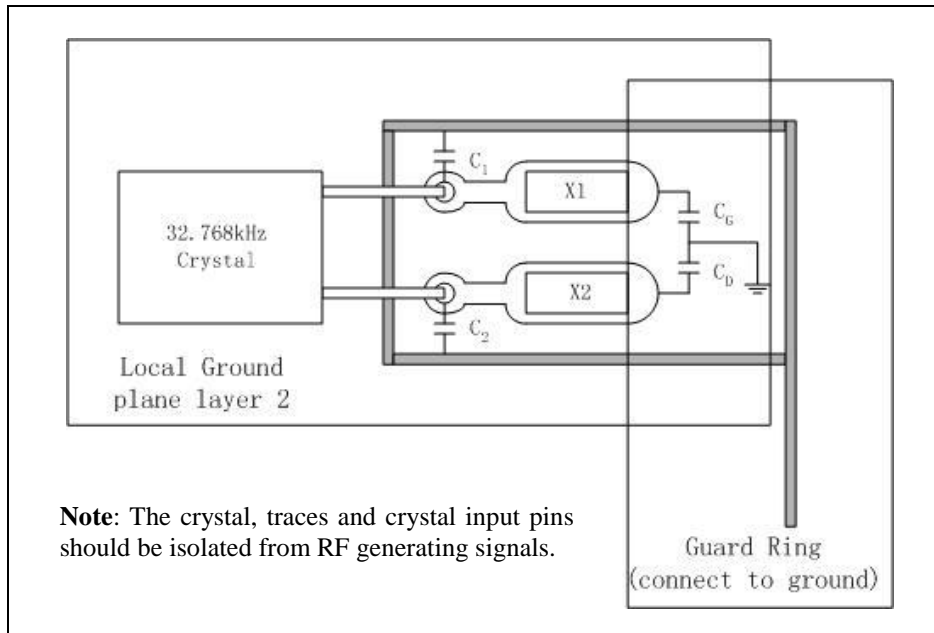 C1
X1
CG
32.768kHz
Crystal
CD
X2
C2
Local Ground
plane layer 2
Note: The crystal, traces and crystal input pins
should be isolated from RF generating signals.
Guard Ring
(connect to ground)